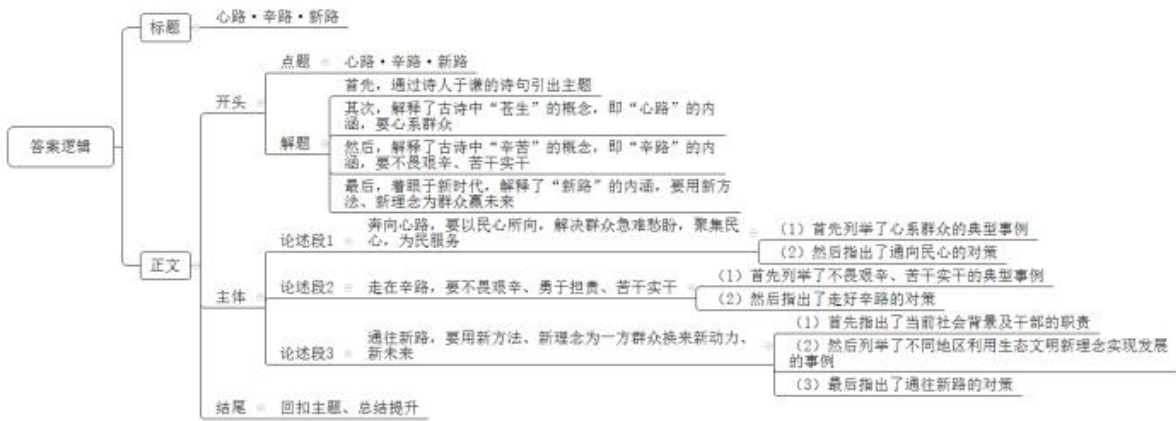 答案逻辑
标题
心路·辛路·新路
正文
开头
点题
心路·辛路·新路
解题
首先，通过诗人于谦的诗句引出主题
其次，解释了古诗中“苍生”的概念，即“心路”的内
涵，要心系群众
然后，解释了古诗中“辛苦”的概念，即“辛路”的内
涵，要不畏艰辛、苦干实干
最后，着眼于新时代，解释了“新路”的内涵，要用新方
法、新理念为群众赢未来
主体
论述段1
奔向心路，要以民心所向，解决群众急难愁盼，聚集民
心，为民服务
（1）首先列举了心系群众的典型事例
（2）然后指出了通向民心的对策
论述段2
走在辛路，要不畏艰辛、勇于担责、苦干实干
（1）首先列举了不畏艰辛、苦干实干的典型事例
（2）然后指出了走好辛路的对策
论述段3
通往新路，要用新方法、新理念为一方群众换来新动力、
新未来
（1）首先指出了当前社会背景及干部的职责
（2）然后列举了不同地区利用生态文明新理念实现发展
的事例
（3）最后指出了通往新路的对策
结尾
回扣主题、总结提升